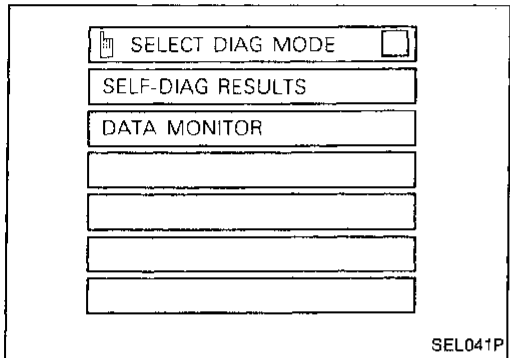 SELECT DIAG MODE
SELF-DIAG RESULTS
DATA MONITOR
SEL041P